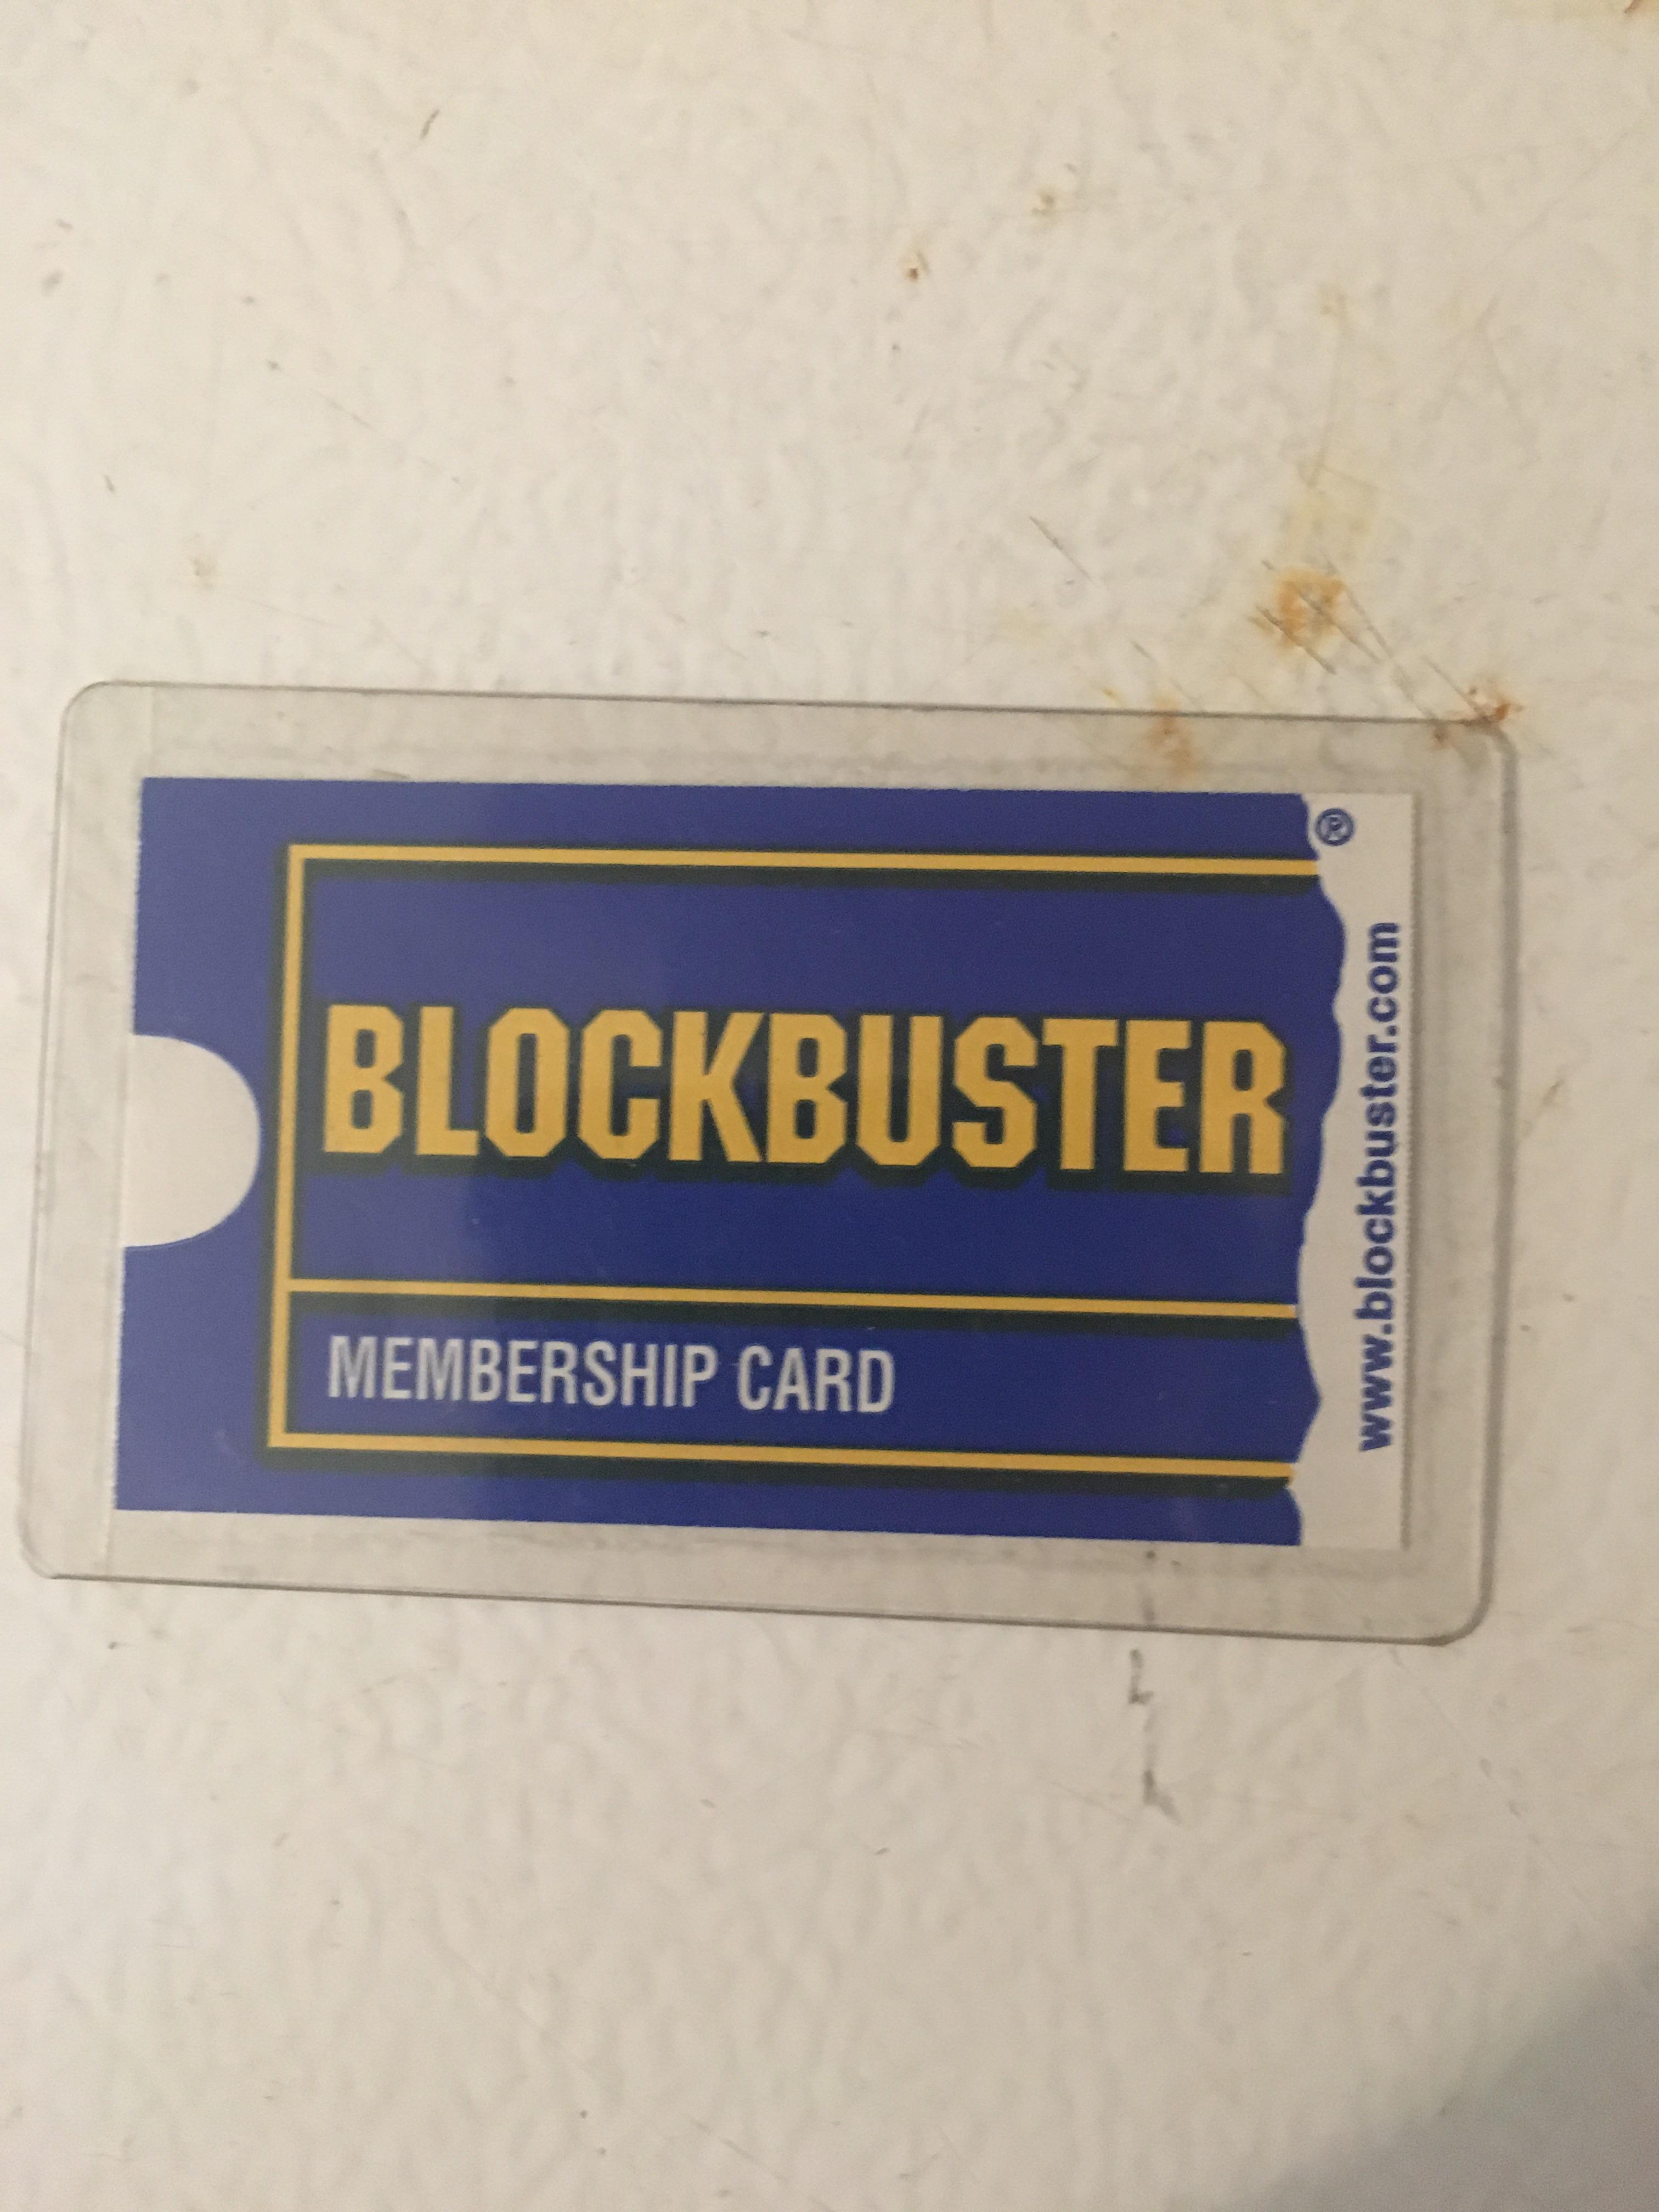 BLOCKBUSTER
®
MEMBERSHIP CARD
www.blockbuster.com